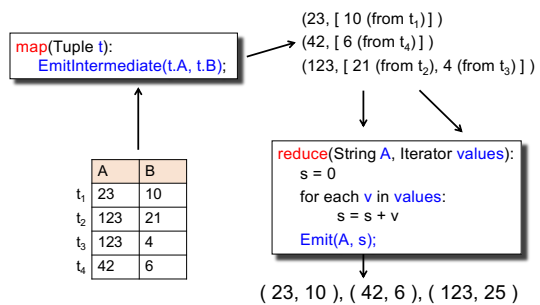 map(Tuple t):
EmitIntermediate(t.A, t.B);
(23, [ 10 (from t₁) ] )
(42, [ 6 (from t₄) ] )
(123, [ 21 (from t₂), 4 (from t₃) ] )
A B
t₁ 23 10
t₂ 123 21
t₃ 123 4
t₄ 42 6
reduce(String A, Iterator values):
s = 0
for each v in values:
s = s + v
Emit(A, s);
( 23, 10 ), ( 42, 6 ), ( 123, 25 )